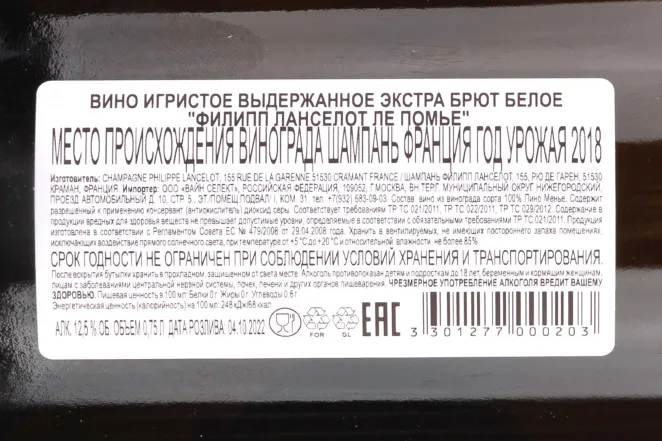 ВИНО ИГРИСТОЕ ВЫДЕРЖАННОЕ ЭКСТРА БРЮТ БЕЛОЕ
"ФИЛИПП ЛАНСЕЛОТ ЛЕ ПОМЬЕ"
МЕСТО ПРОИСХОЖДЕНИЯ ВИНОГРАДА ШАМПАНЬ ФРАНЦИЯ ГОД УРОЖАЯ 2018
Изготовитель: CHAMPAGNE PHILIPPE LANCELOT, 155 RUE DE LA GARENNE 51530 CRAMANT FRANCE / ШАМПАНЬ ФИЛИПП ЛАНСЕЛОТ, 155, РЮ ДЕ ГАРЕН, 51530
КРАМАН, ФРАНЦИЯ. Импортер: ООО «ВАЙН СЕЛЕКТ», РОССИЙСКАЯ ФЕДЕРАЦИЯ, 109052, Г.МОСКВА, ВН.ТЕР.Г. МУНИЦИПАЛЬНЫЙ ОКРУГ НИЖЕГОРОДСКИЙ,
ПРОЕЗД АВТОМОБИЛЬНЫЙ Д. 10, СТР. 5, ЭТ.ПОМЕЩ ПОДВАЛ/ I, КОМ. 31, тел. +7(932) 683-09-03. Состав: вино из винограда сорта 100% Пино Менье. Содержит
разрешенный к применению консервант (антиокислитель) диоксид серы. Соответствует требованиям ТР ТС 021/2011, ТР ТС 022/2011, ТР ТС 029/2012. Содержание в
продукции вредных для здоровья веществ не превышает допустимые уровни, определяемые в соответствии с обязательными требованиями ТР ТС 021/2011. Продукция
изготовлена в соответствии с Регламентом Совета ЕС № 479/2008 от 29.04.2008 года. Хранить в вентилируемых, не имеющих постороннего запаха помещениях,
исключающих воздействие прямого солнечного света, при температуре от +5°С до +20°С и относительной влажности не более 85%.
СРОК ГОДНОСТИ НЕ ОГРАНИЧЕН ПРИ СОБЛЮДЕНИИ УСЛОВИЙ ХРАНЕНИЯ И ТРАНСПОРТИРОВАНИЯ.
После вскрытия бутылку хранить в прохладном, защищенном от света месте. Алкоголь противопоказан детям и подросткам до 18 лет, беременным и кормящим женщинам,
лицам с заболеваниями центральной нервной системы, почек, печени и других органов пищеварения. ЧРЕЗМЕРНОЕ УПОТРЕБЛЕНИЕ АЛКОГОЛЯ ВРЕДИТ ВАШЕМУ
ЗДОРОВЬЮ. Пищевая ценность в 100 мл: Белки 0 г. Жиры 0 г. Углеводы 0,6 г
Энергетическая ценность (калорийность) на 100 мл: 248 кДж/68 ккал
АЛК. 12,5 % ОБ. ОБЪЕМ 0,75 Л. ДАТА РОЗЛИВА: 04.10.2022
FOR GL
EAC
3 301277 000203